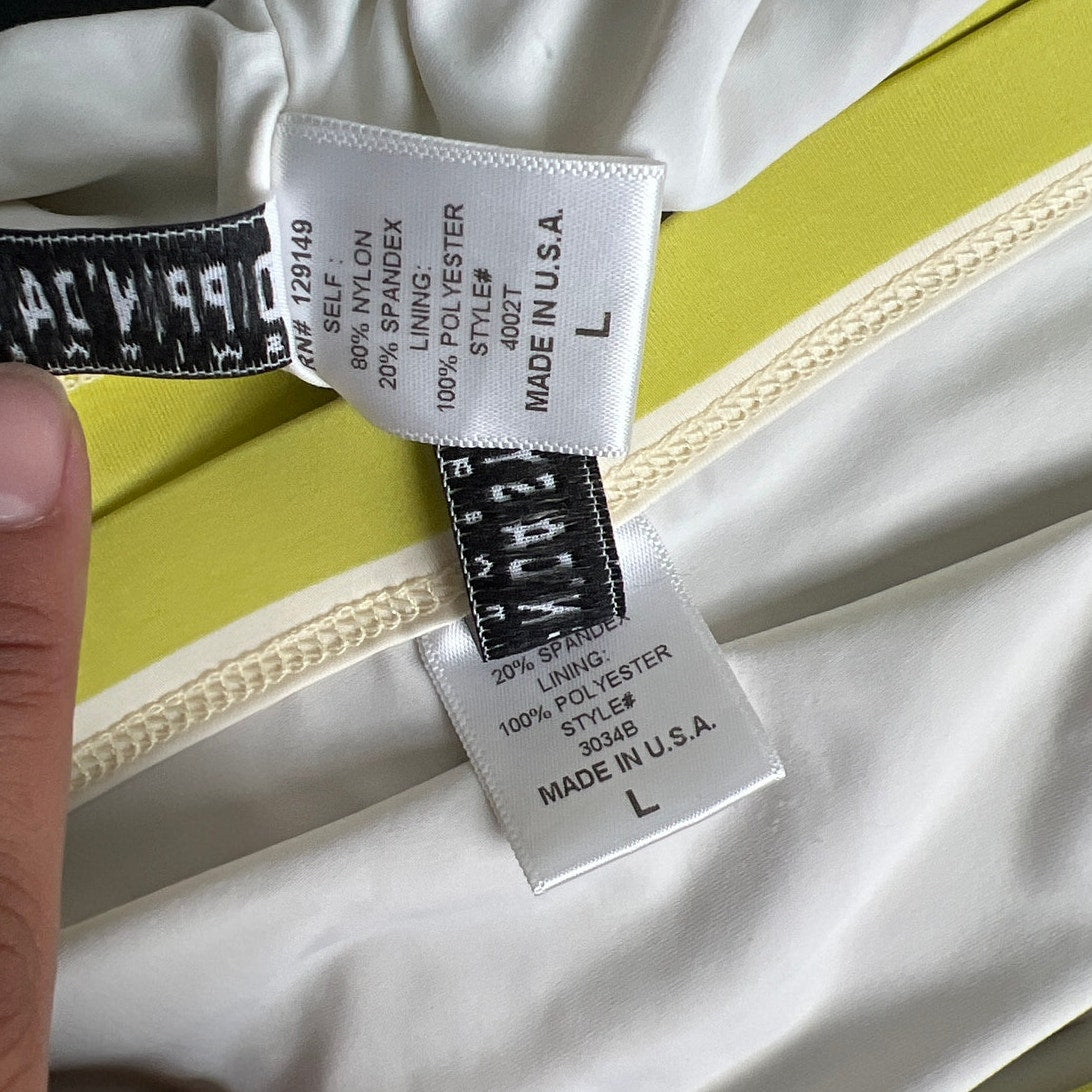 RN# 129149
SELF :
80% NYLON
20% SPANDEX
LINING:
100% POLYESTER
STYLE#
4002T
MADE IN U.S.A.
L
20% SPANDEX
LINING:
100% POLYESTER
STYLE#
3034B
MADE IN U.S.A.
L